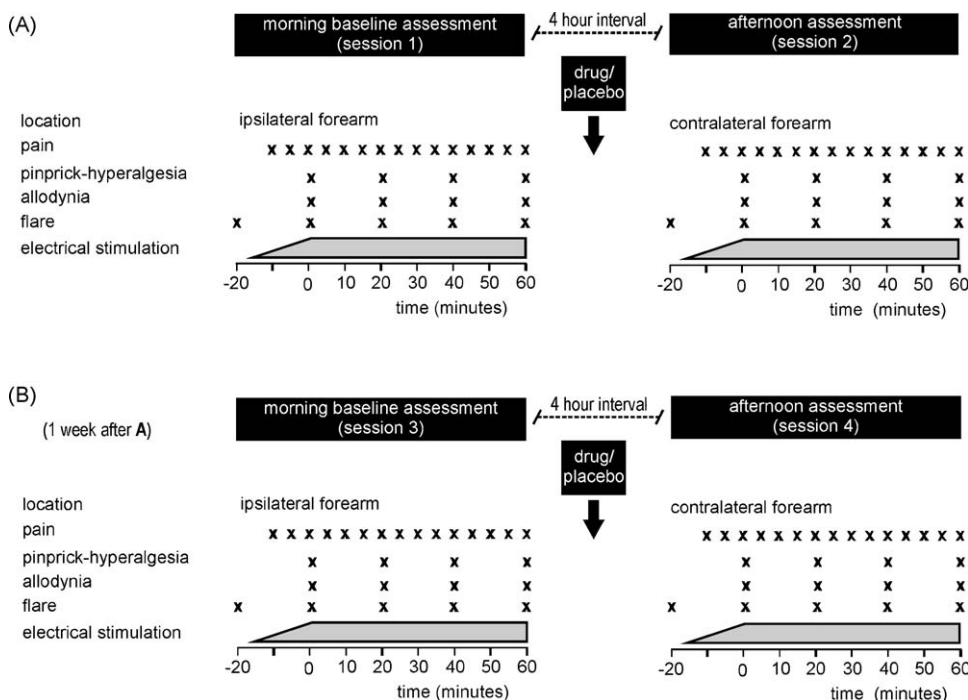 (A)
morning baseline assessment
(session 1)
4 hour interval
afternoon assessment
(session 2)
drug/
placebo
location
ipsilateral forearm
contralateral forearm
pain
x x x x x x x x x x x x x x x
x x x x x x x x x x x x x x x
pinprick-hyperalgesia
x x x x
x x x x
allodynia
x x x x
x x x x
flare
x x x x x
x x x x x
electrical stimulation
-20 0 10 20 30 40 50 60
-20 0 10 20 30 40 50 60
time (minutes)
time (minutes)
(B)
(1 week after A)
morning baseline assessment
(session 3)
4 hour interval
afternoon assessment
(session 4)
drug/
placebo
location
ipsilateral forearm
contralateral forearm
pain
x x x x x x x x x x x x x x x
x x x x x x x x x x x x x x x
pinprick-hyperalgesia
x x x x
x x x x
allodynia
x x x x
x x x x
flare
x x x x x
x x x x x
electrical stimulation
-20 0 10 20 30 40 50 60
-20 0 10 20 30 40 50 60
time (minutes)
time (minutes)